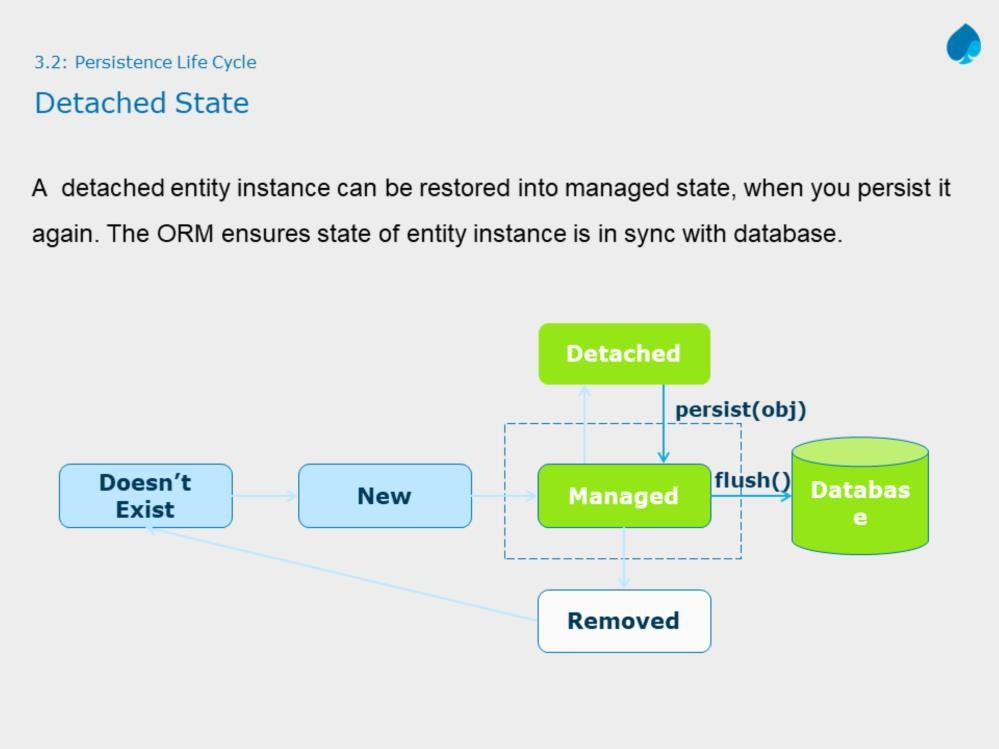 3.2: Persistence Life Cycle
Detached State
A  detached entity instance can be restored into managed state, when you persist it
again. The ORM ensures state of entity instance is in sync with database.
Detached
persist(obj)
Doesn’t
Exist
New
Managed
flush()
Databas
e
Removed